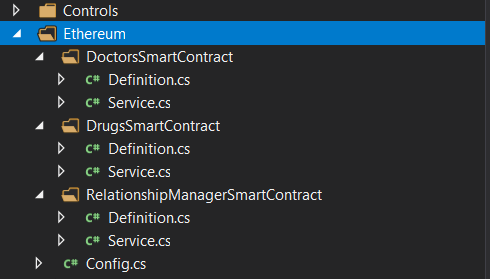 Controls
Ethereum
DoctorsSmartContract
C# Definition.cs
C# Service.cs
DrugsSmartContract
C# Definition.cs
C# Service.cs
RelationshipManagerSmartContract
C# Definition.cs
C# Service.cs
C# Config.cs